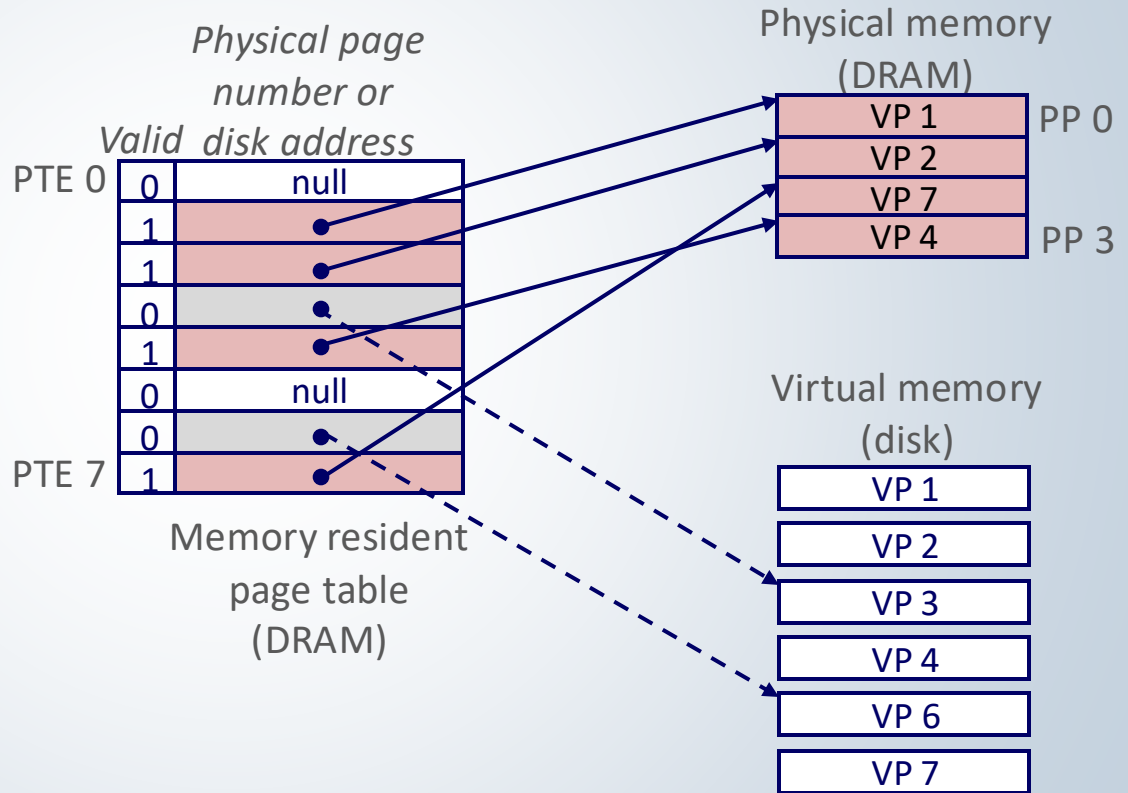 Physical page
number or
Valid disk address
PTE 0 0 null
1
1
0
1
0 null
0
PTE 7 1
Memory resident
page table
(DRAM)
Physical memory
(DRAM)
VP 1 PP 0
VP 2
VP 7
VP 4 PP 3
Virtual memory
(disk)
VP 1
VP 2
VP 3
VP 4
VP 6
VP 7